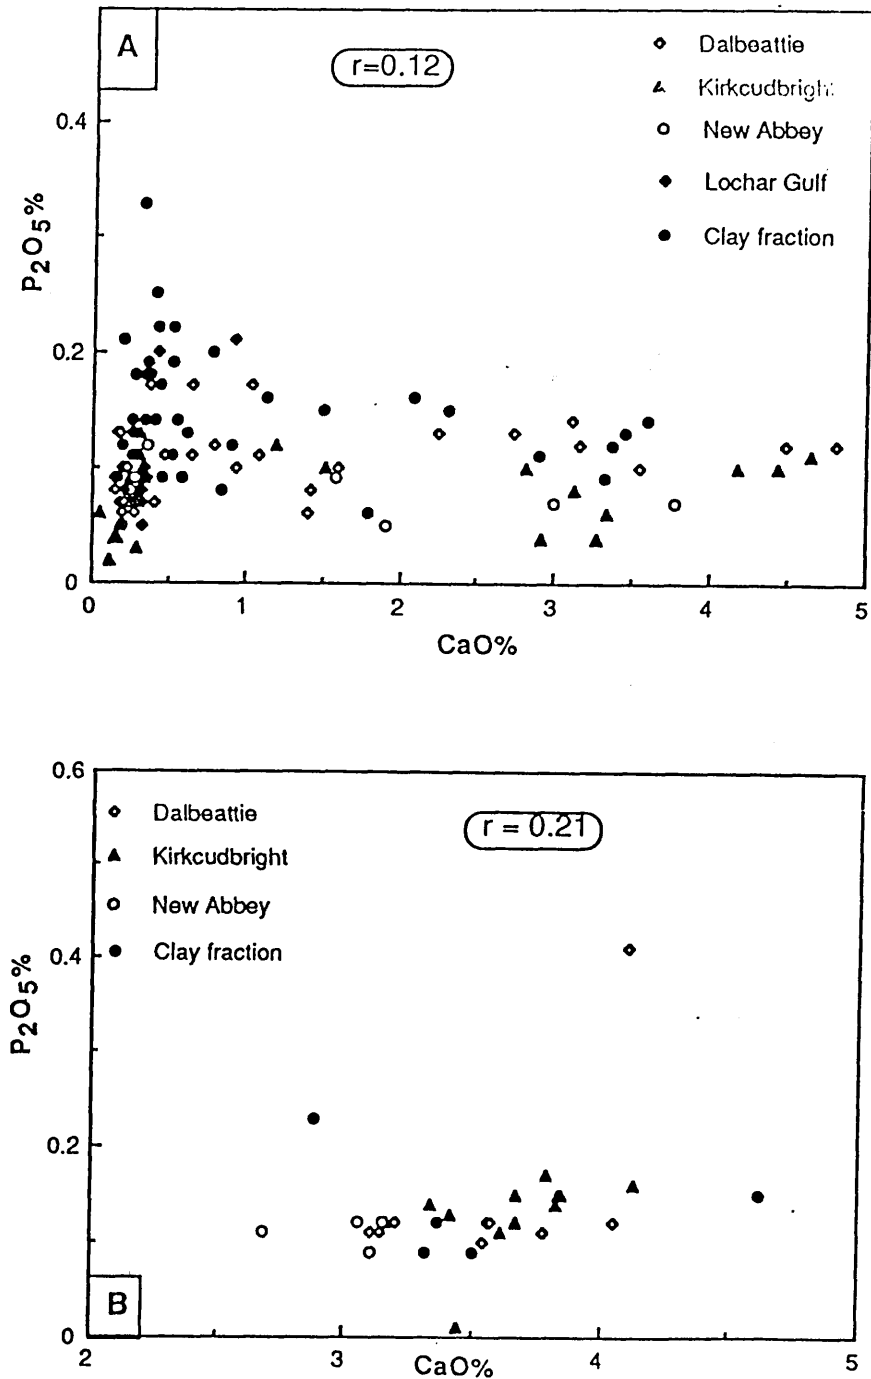 A
r=0.12
Dalbeattie
Kirkcudbright
New Abbey
Lochar Gulf
Clay fraction
P2O5%
0.4
0.2
0
0 1 2 3 4 5
CaO%
0.6
Dalbeattie
Kirkcudbright
New Abbey
Clay fraction
r = 0.21
P2O5%
0.4
0.2
B
0
2 3 4 5
CaO%